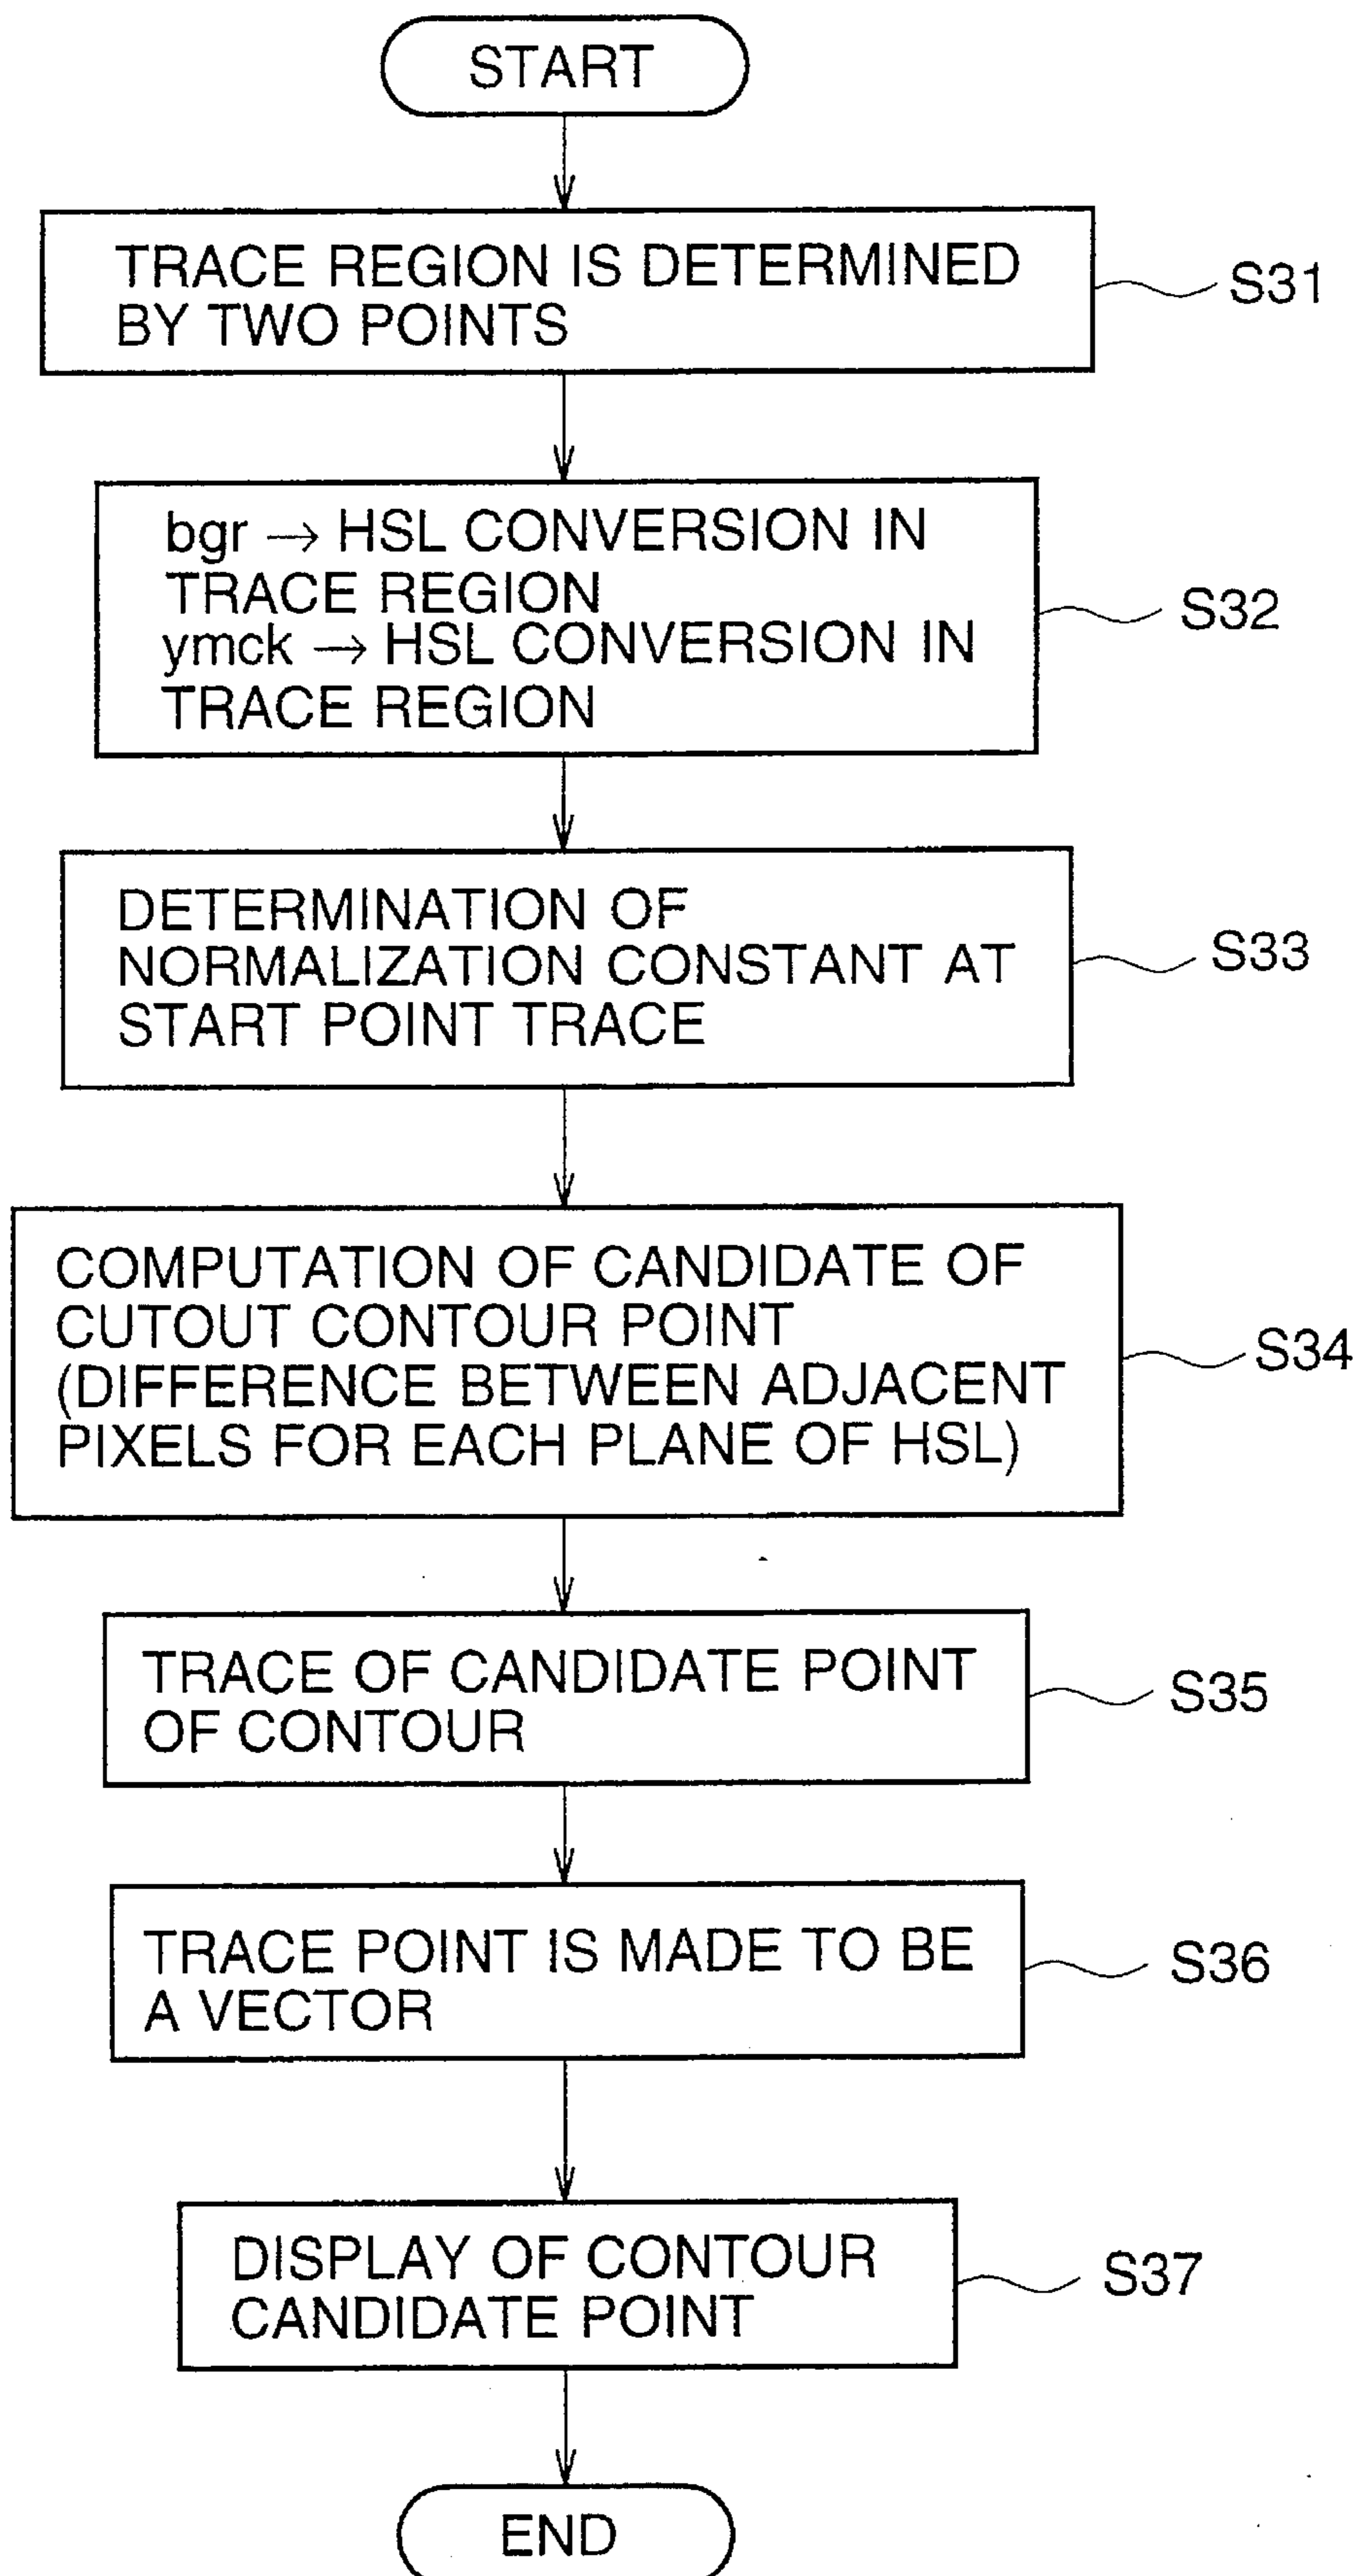 START
TRACE REGION IS DETERMINED
BY TWO POINTS
S31
bgr → HSL CONVERSION IN
TRACE REGION
ymck → HSL CONVERSION IN
TRACE REGION
S32
DETERMINATION OF
NORMALIZATION CONSTANT AT
START POINT TRACE
S33
COMPUTATION OF CANDIDATE OF
CUTOUT CONTOUR POINT
(DIFFERENCE BETWEEN ADJACENT
PIXELS FOR EACH PLANE OF HSL)
S34
TRACE OF CANDIDATE POINT
OF CONTOUR
S35
TRACE POINT IS MADE TO BE
A VECTOR
S36
DISPLAY OF CONTOUR
CANDIDATE POINT
S37
END